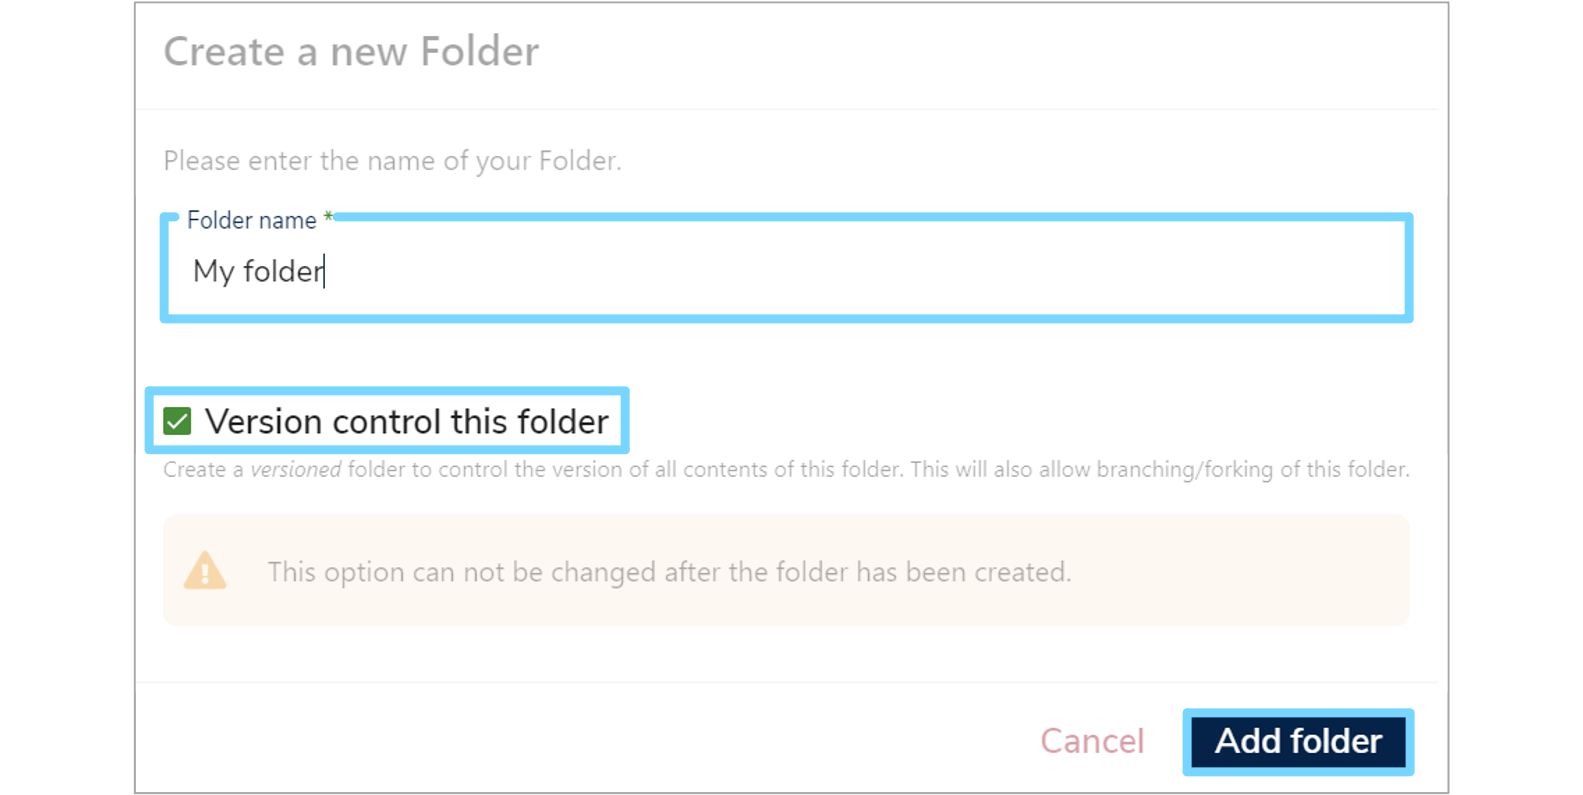 Create a new Folder
Please enter the name of your Folder.
Folder name *
My folder
Version control this folder
Create a versioned folder to control the version of all contents of this folder. This will also allow branching/forking of this folder.
This option can not be changed after the folder has been created.
Cancel
Add folder